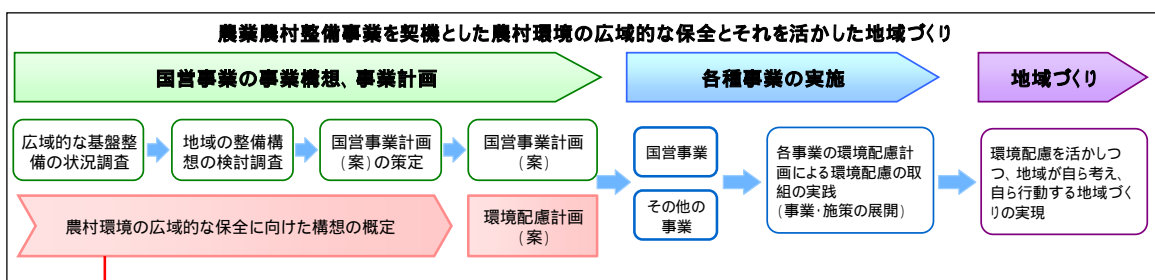 農業農村整備事業を契機とした農村環境の広域的な保全とそれを活かした地域づくり
国営事業の事業構想、事業計画
各種事業の実施
地域づくり
広域的な基盤整
備の状況調査
地域の整備構
想の検討調査
国営事業計画
(案)の策定
国営事業計画
(案)
国営事業
その他の
事業
各事業の環境配慮計
画による環境配慮の取
組の実践
(事業・施策の展開)
環境配慮を活かしつ
つ、地域が自ら考え、
自ら行動する地域づく
りの実現
農村環境の広域的な保全に向けた構想の概定
環境配慮計画
(案)